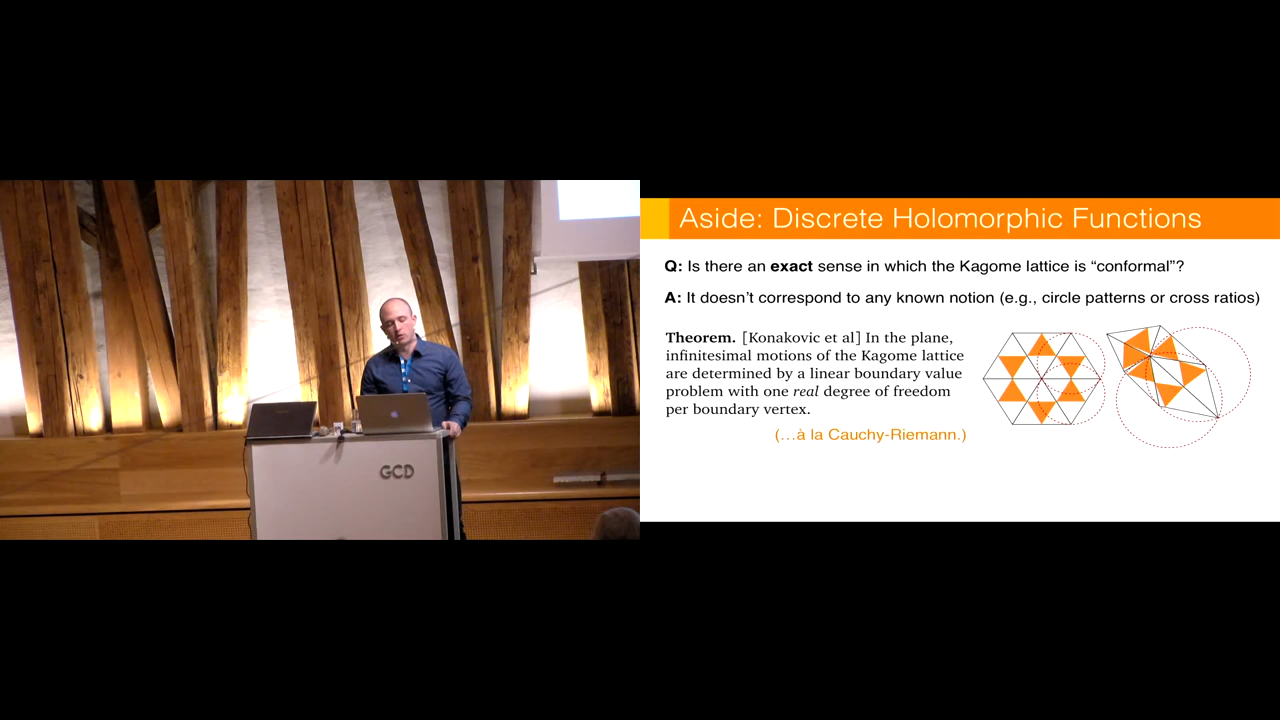 GCD
Aside: Discrete Holomorphic Functions
Q: Is there an exact sense in which the Kagome lattice is “conformal”?
A: It doesn’t correspond to any known notion (e.g., circle patterns or cross ratios)
Theorem. [Konakovic et al] In the plane,
infinitesimal motions of the Kagome lattice
are determined by a linear boundary value
problem with one real degree of freedom
per boundary vertex.
(…à la Cauchy-Riemann.)